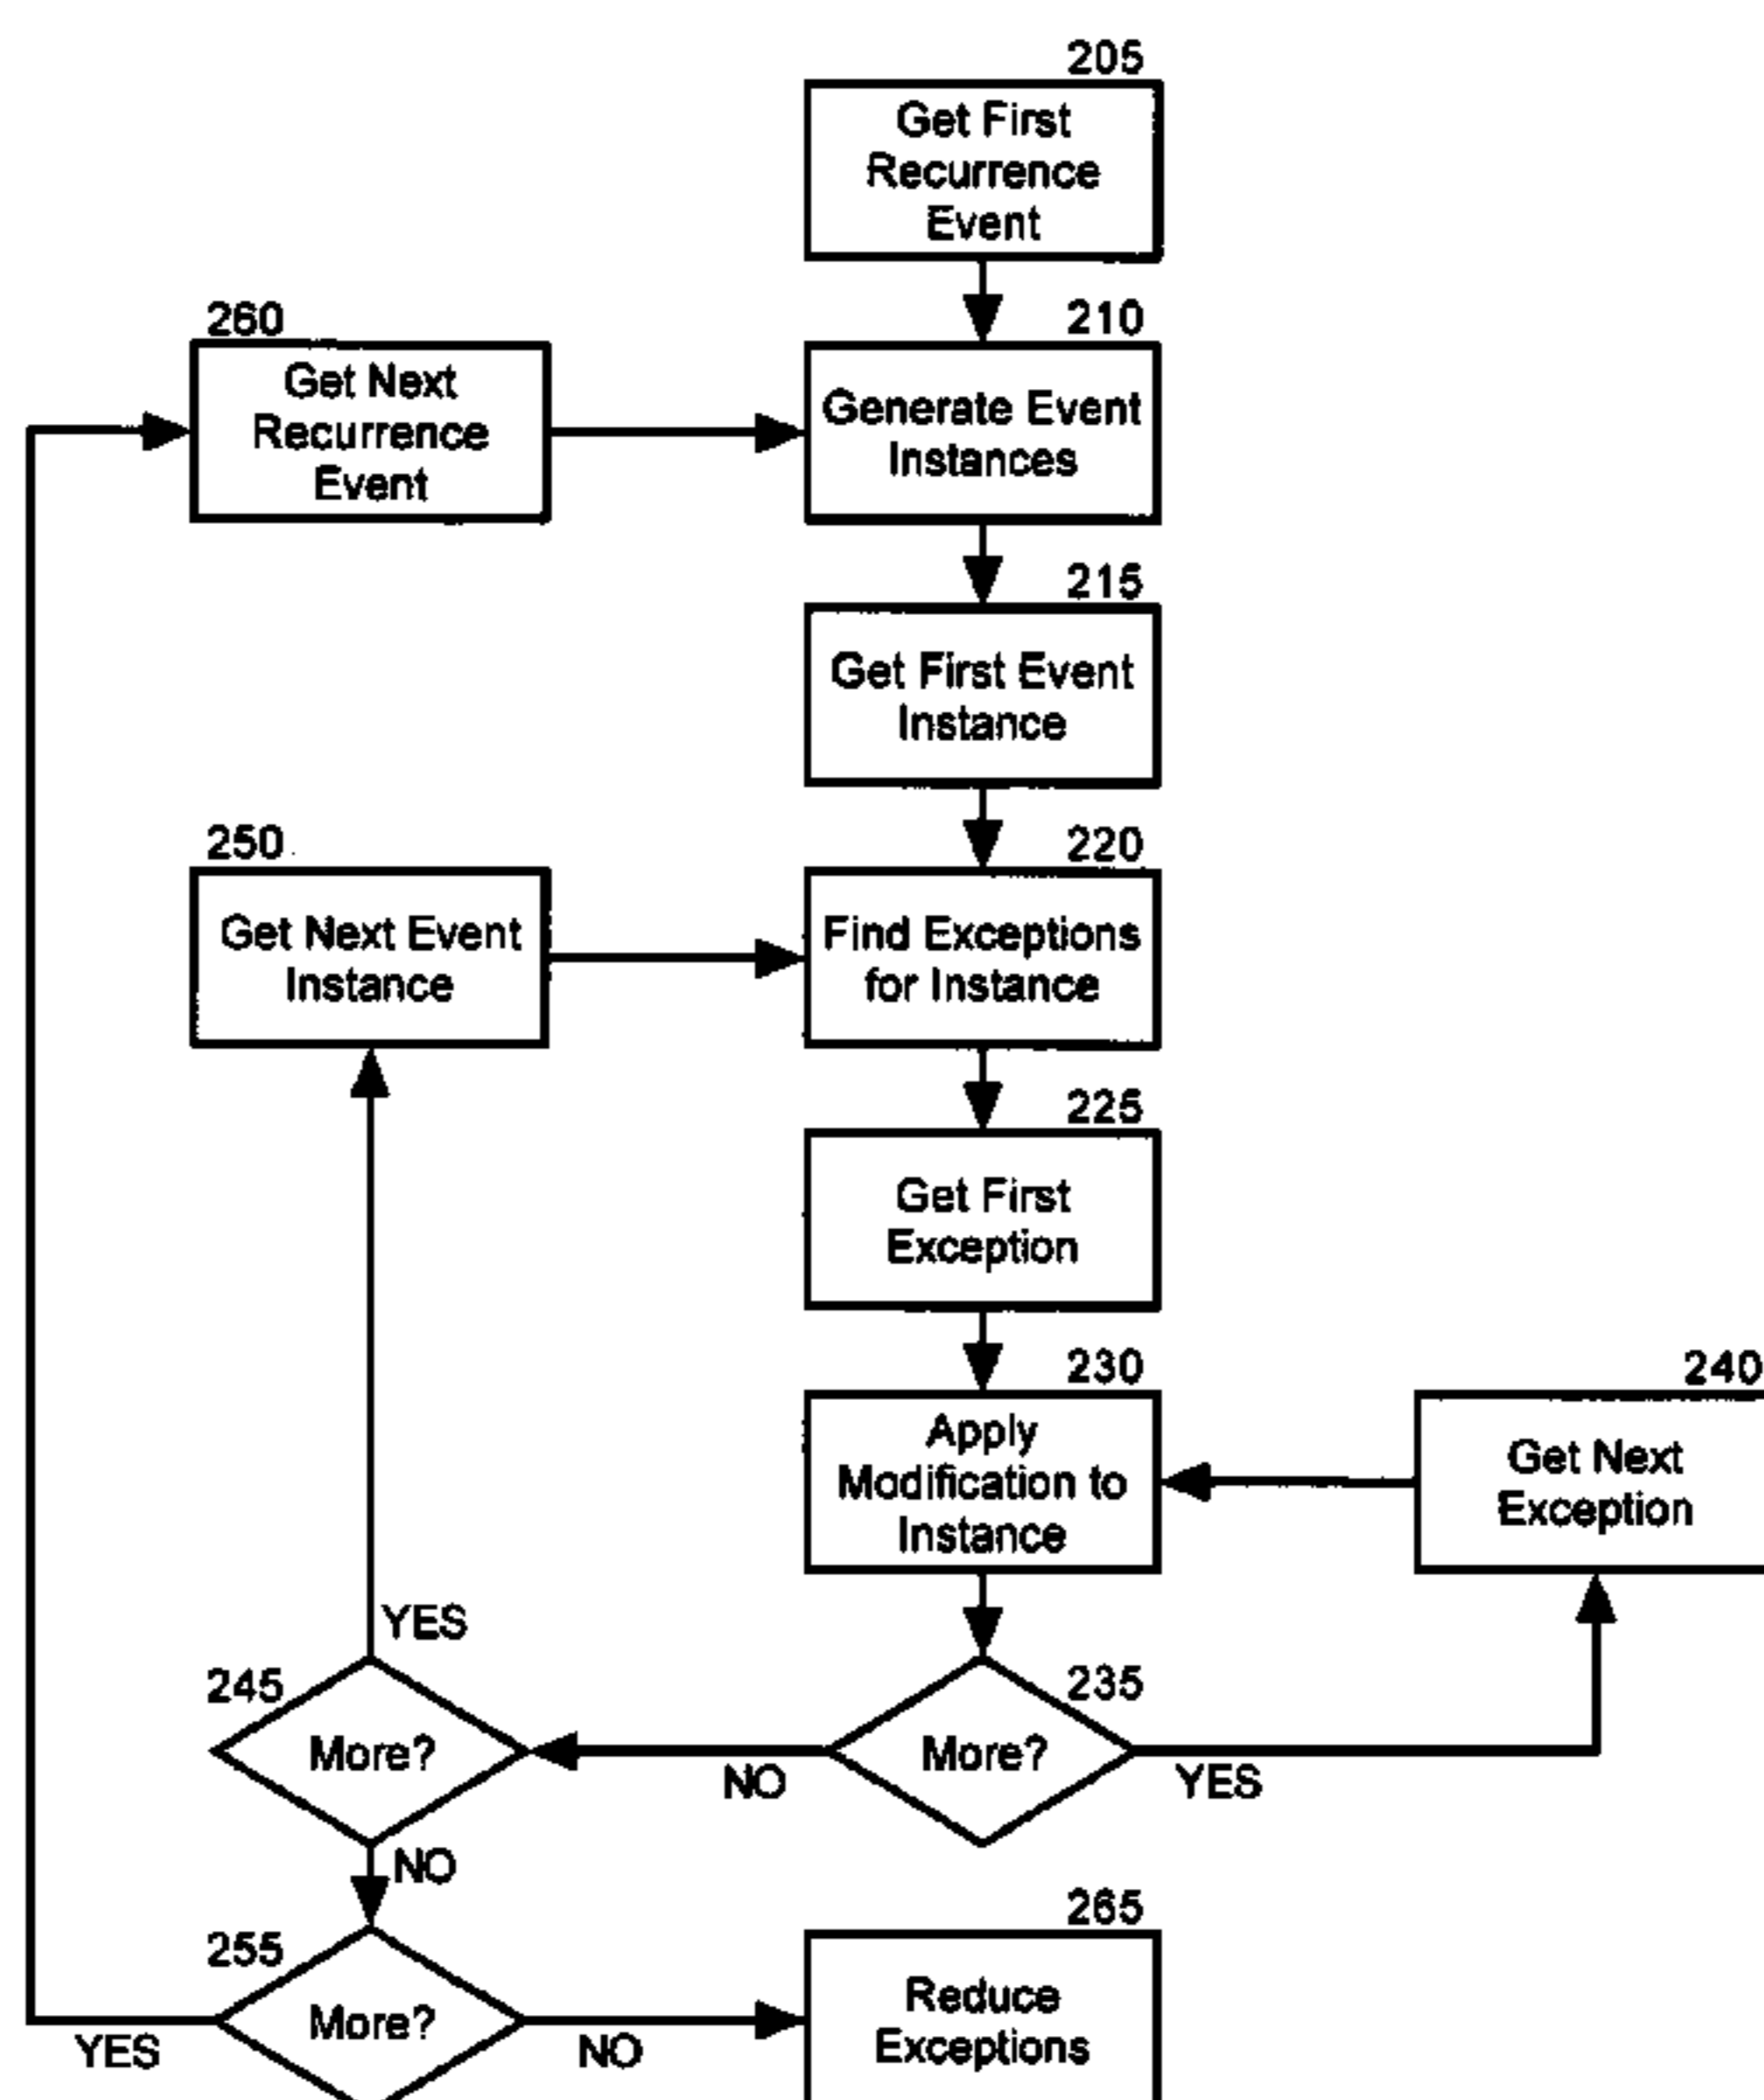 205
Get First
Recurrence
Event
260
Get Next
Recurrence
Event
210
Generate Event
Instances
215
Get First Event
Instance
250
Get Next Event
Instance
220
Find Exceptions
for Instance
225
Get First
Exception
230
Apply
Modification to
Instance
240
Get Next
Exception
YES
245
More?
NO
235
More?
YES
NO
255
More?
YES
NO
265
Reduce
Exceptions